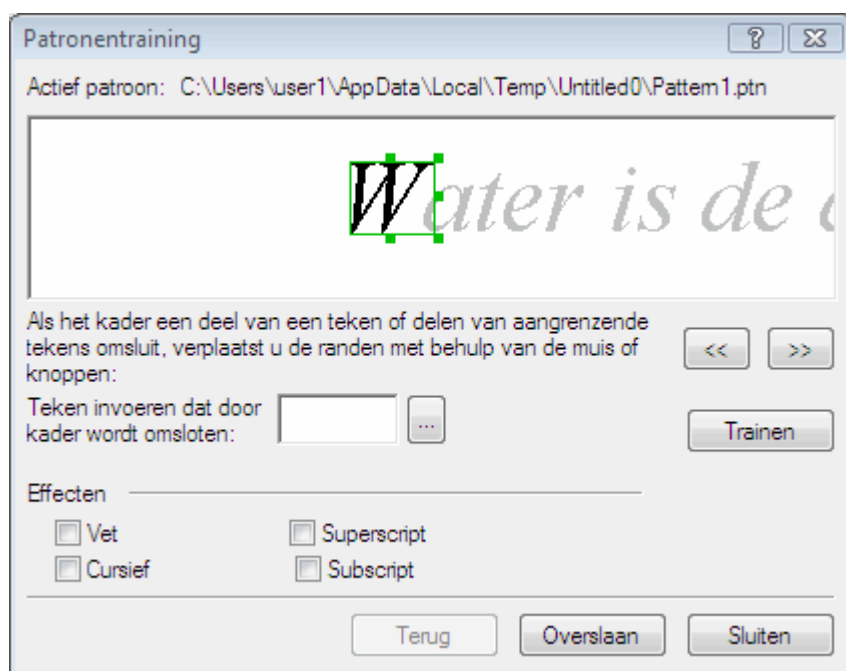 Patronentraining
Actief patroon: C:\Users\user1\AppData\Local\Temp\Untitled0\Pattern1.ptn
Water is de
Als het kader een deel van een teken of delen van aangrenzende
tekens omsluit, verplaatst u de randen met behulp van de muis of
knoppen:
<< >>
Teken invoeren dat door
kader wordt omsloten:
...
Trainen
Effecten
Vet Superscript
Cursief Subscript
Terug Overslaan Sluiten